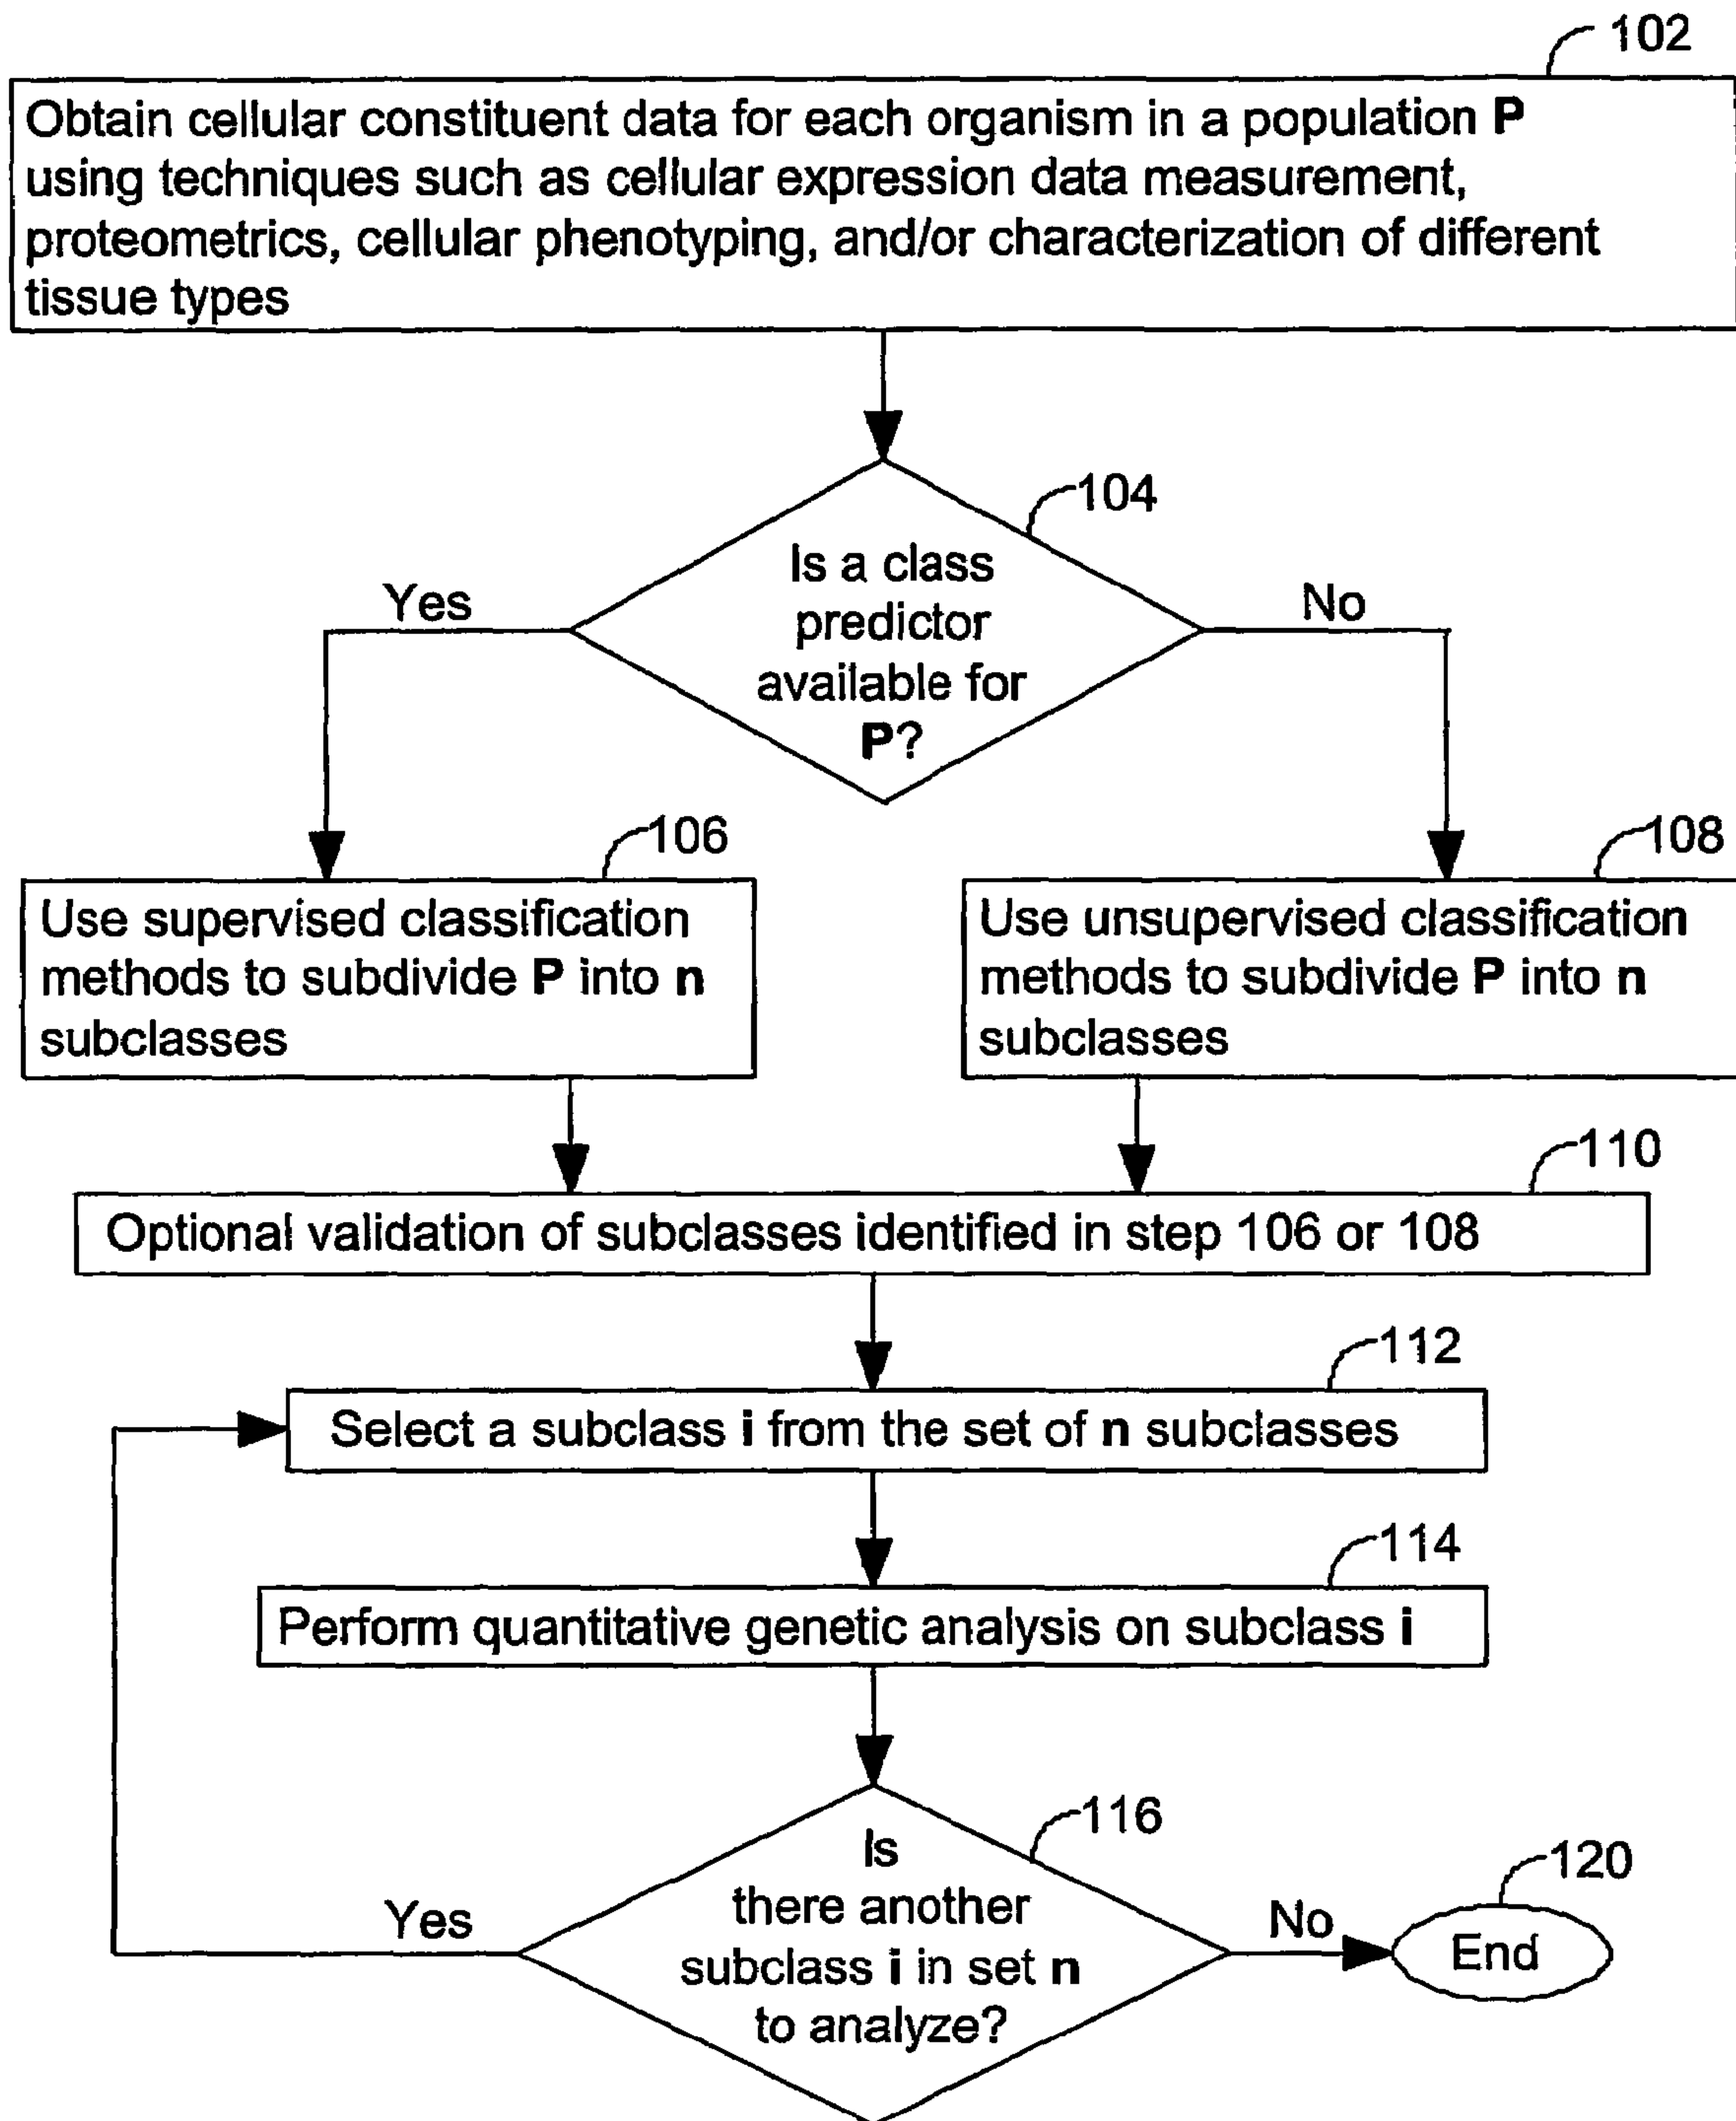 102
Obtain cellular constituent data for each organism in a population P
using techniques such as cellular expression data measurement,
proteometrics, cellular phenotyping, and/or characterization of different
tissue types
104
Is a class
predictor
available for
P?
Yes
No
106
Use supervised classification
methods to subdivide P into n
subclasses
108
Use unsupervised classification
methods to subdivide P into n
subclasses
110
Optional validation of subclasses identified in step 106 or 108
112
Select a subclass i from the set of n subclasses
114
Perform quantitative genetic analysis on subclass i
116
Is
there another
subclass i in set n
to analyze?
Yes
No
120
End